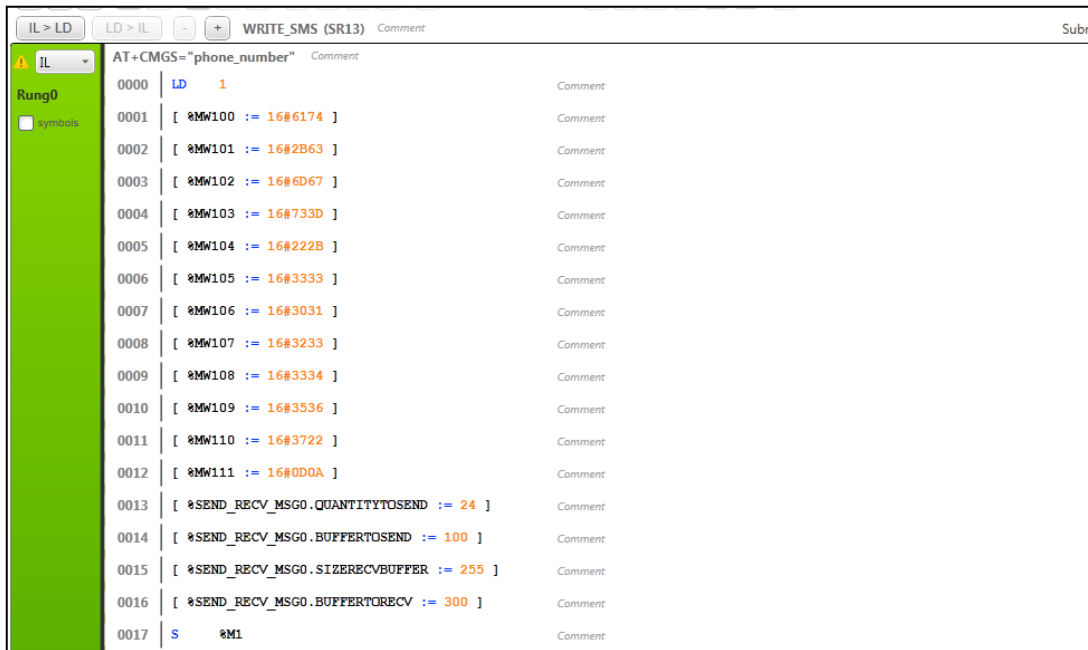 IL > LD LD > IL - + WRITE_SMS (SR13) Comment Subr
IL AT+CMGS="phone_number" Comment
Rung0
symbols
0000 LD 1 Comment
0001 [ %MW100 := 16#6174 ] Comment
0002 [ %MW101 := 16#2B63 ] Comment
0003 [ %MW102 := 16#6D67 ] Comment
0004 [ %MW103 := 16#733D ] Comment
0005 [ %MW104 := 16#222B ] Comment
0006 [ %MW105 := 16#3333 ] Comment
0007 [ %MW106 := 16#3031 ] Comment
0008 [ %MW107 := 16#3233 ] Comment
0009 [ %MW108 := 16#3334 ] Comment
0010 [ %MW109 := 16#3536 ] Comment
0011 [ %MW110 := 16#3722 ] Comment
0012 [ %MW111 := 16#0D0A ] Comment
0013 [ %SEND_RECV_MSG0.QUANTITYTOSEND := 24 ] Comment
0014 [ %SEND_RECV_MSG0.BUFFERTOSEND := 100 ] Comment
0015 [ %SEND_RECV_MSG0.SIZERECVBUFFER := 255 ] Comment
0016 [ %SEND_RECV_MSG0.BUFFERTORECV := 300 ] Comment
0017 S %M1 Comment